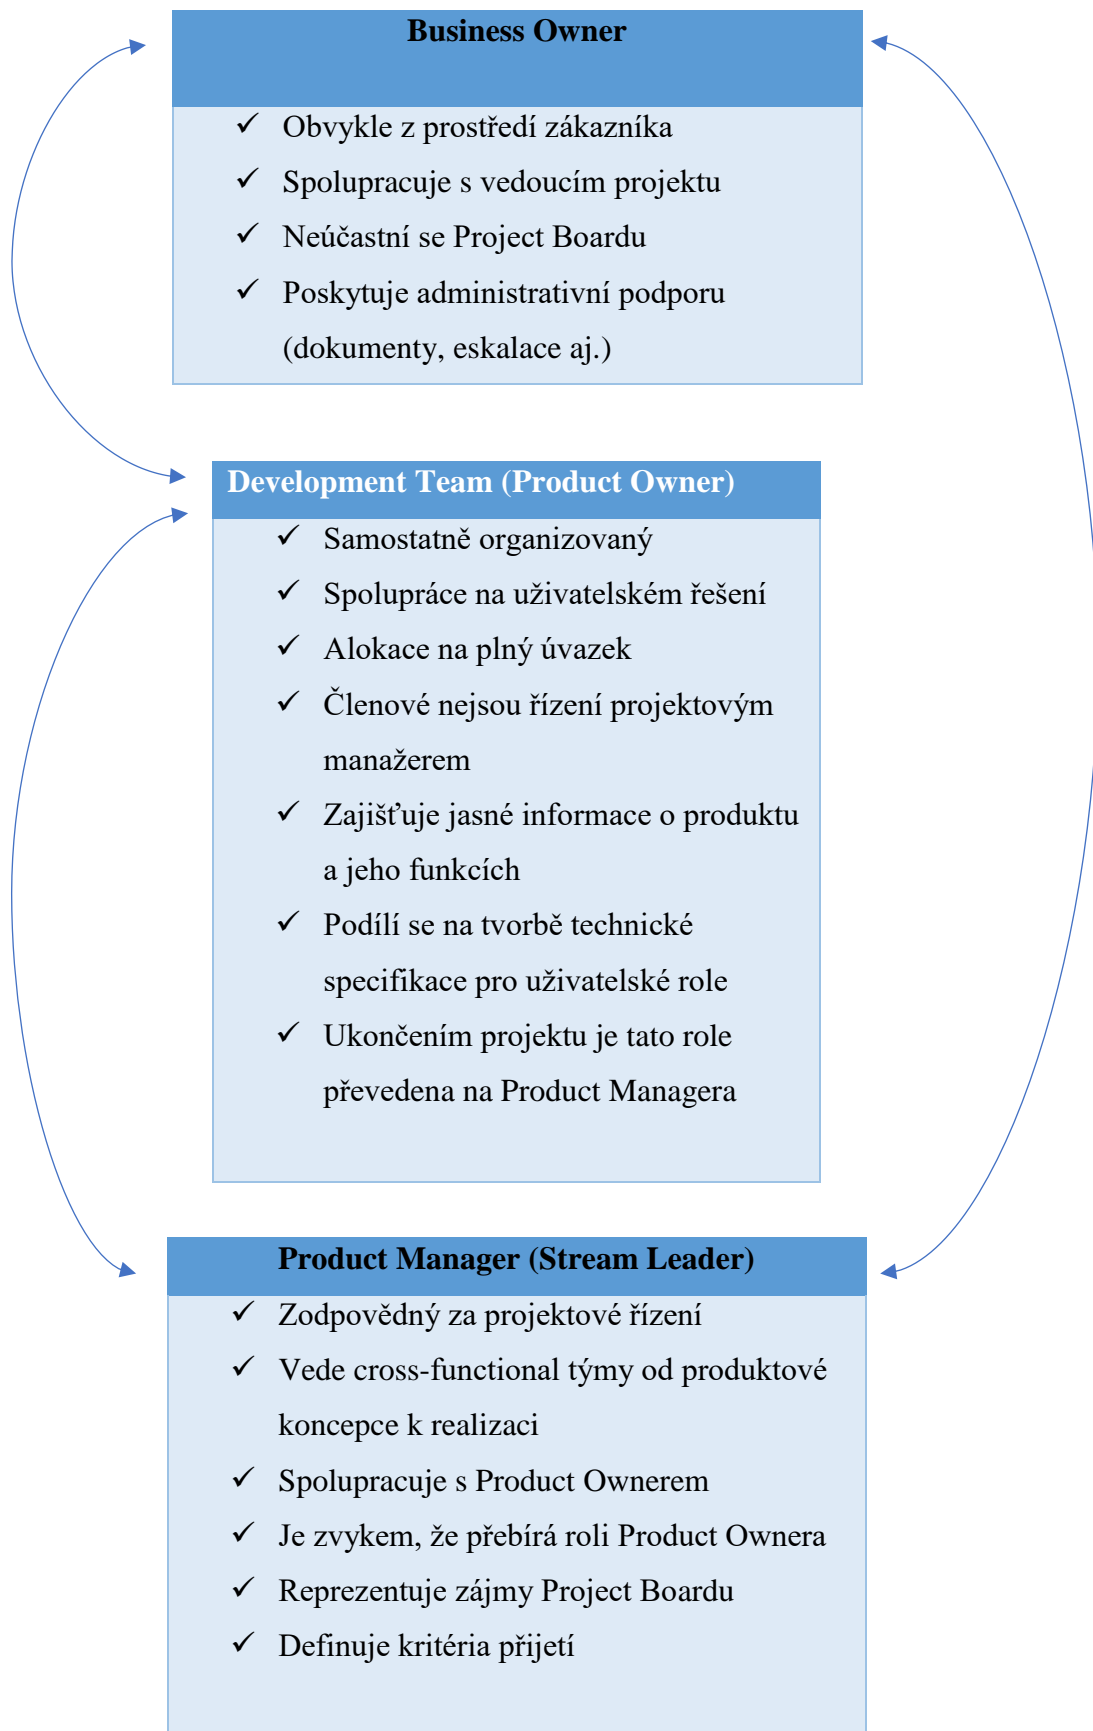 Business Owner
✓ Obvykle z prostředí zákazníka
✓ Spolupracuje s vedoucím projektu
✓ Neúčastní se Project Boardu
✓ Poskytuje administrativní podporu
(dokumenty, eskalace aj.)
Development Team (Product Owner)
✓ Samostatně organizovaný
✓ Spolupráce na uživatelském řešení
✓ Alokace na plný úvazek
✓ Členové nejsou řízení projektovým
manažerem
✓ Zajišťuje jasné informace o produktu
a jeho funkcích
✓ Podílí se na tvorbě technické
specifikace pro uživatelské role
✓ Ukončením projektu je tato role
převedena na Product Managera
Product Manager (Stream Leader)
✓ Zodpovědný za projektové řízení
✓ Vede cross-functional týmy od produktové
koncepce k realizaci
✓ Spolupracuje s Product Ownerem
✓ Je zvykem, že přebírá roli Product Ownera
✓ Reprezentuje zájmy Project Boardu
✓ Definuje kritéria přijetí